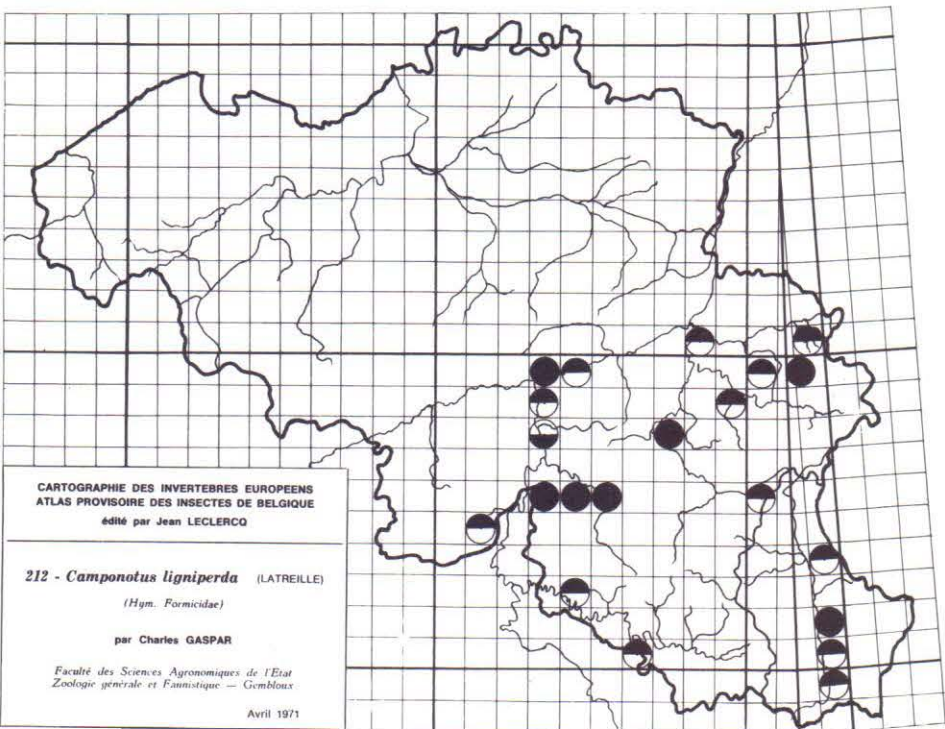 CARTOGRAPHIE DES INVERTEBRES EUROPEENS
ATLAS PROVISOIRE DES INSECTES DE BELGIQUE
édité par Jean LECLERCQ
212 - Camponotus ligniperda (LATREILLE)
(Hym. Formicidae)
par Charles GASPAR
Faculté des Sciences Agronomiques de l'Etat
Zoologie générale et Faunistique — Gembloux
Avril 1971